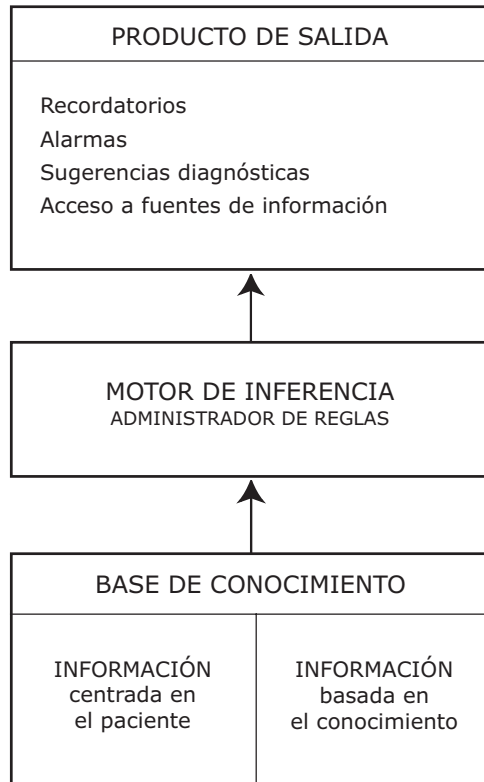 PRODUCTO DE SALIDA
Recordatorios
Alarmas
Sugerencias diagnósticas
Acceso a fuentes de información
MOTOR DE INFERENCIA
ADMINISTRADOR DE REGLAS
BASE DE CONOCIMIENTO
INFORMACIÓN
centrada en
el paciente
INFORMACIÓN
basada en
el conocimiento